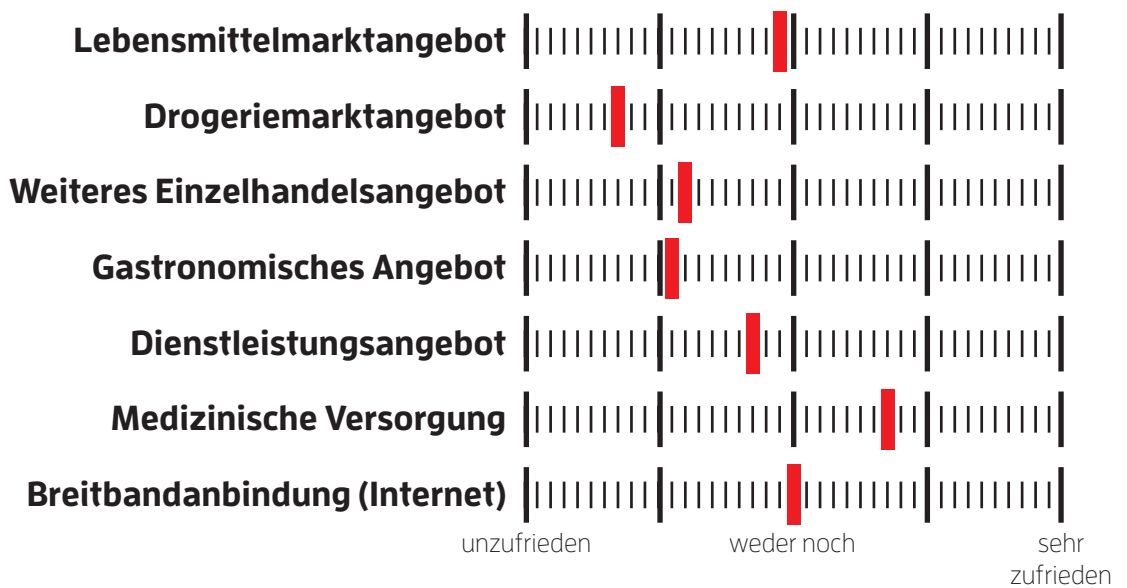 Lebensmittelmarktangebot
Drogeriemarktangebot
Weiteres Einzelhandelsangebot
Gastronomisches Angebot
Dienstleistungsangebot
Medizinische Versorgung
Breitbandanbindung (Internet)
unzufrieden weder noch sehr
zufrieden